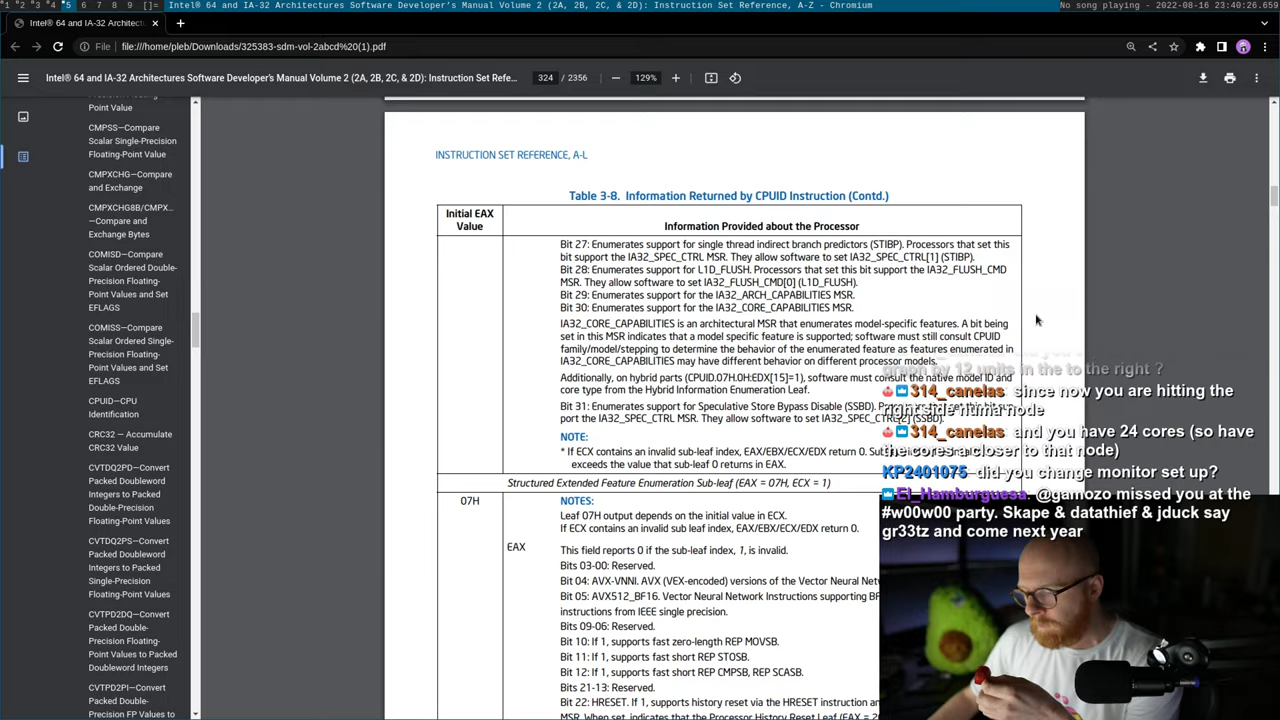 1 2 3 4 5 6 7 8 9 []= Intel® 64 and IA-32 Architectures Software Developer's Manual Volume 2 (2A, 2B, 2C, & 2D): Instruction Set Reference, A-Z - Chromium No song playing - 2022-08-16 23:40:26.659
Intel® 64 and IA-32 Architect
File file:///home/pleb/Downloads/325383-sdm-vol-2abcd%20(1).pdf
Intel® 64 and IA-32 Architectures Software Developer's Manual Volume 2 (2A, 2B, 2C, & 2D): Instruction Set Refe... 324 / 2356 129%
Point Value
CMPSS—Compare
Scalar Single-Precision
Floating-Point Value
CMPXCHG—Compare
and Exchange
CMPXCHG8B/CMPX...
—Compare and
Exchange Bytes
COMISD—Compare
Scalar Ordered Double-
Precision Floating-
Point Values and Set
EFLAGS
COMISS—Compare
Scalar Ordered Single-
Precision Floating-
Point Values and Set
EFLAGS
CPUID—CPU
Identification
CRC32 — Accumulate
CRC32 Value
CVTDQ2PD—Convert
Packed Doubleword
Integers to Packed
Double-Precision
Floating-Point Values
CVTDQ2PS—Convert
Packed Doubleword
Integers to Packed
Single-Precision
Floating-Point Values
CVTPD2DQ—Convert
Packed Double-
Precision Floating-
Point Values to Packed
Doubleword Integers
CVTPD2PI—Convert
Packed Double-Precision
FP Values to
INSTRUCTION SET REFERENCE, A-L
Table 3-8. Information Returned by CPUID Instruction (Contd.)
Initial EAX
Value
Information Provided about the Processor
Bit 27: Enumerates support for single thread indirect branch predictors (STIBP). Processors that set this
bit support the IA32_SPEC_CTRL MSR. They allow software to set IA32_SPEC_CTRL[1] (STIBP).
Bit 28: Enumerates support for L1D_FLUSH. Processors that set this bit support the IA32_FLUSH_CMD
MSR. They allow software to set IA32_FLUSH_CMD[0] (L1D_FLUSH).
Bit 29: Enumerates support for the IA32_ARCH_CAPABILITIES MSR.
Bit 30: Enumerates support for the IA32_CORE_CAPABILITIES MSR.
IA32_CORE_CAPABILITIES is an architectural MSR that enumerates model-specific features. A bit being
set in this MSR indicates that a model specific feature is supported; software must still consult CPUID
family/model/stepping to determine the behavior of the enumerated feature as features enumerated in
IA32_CORE_CAPABILITIES may have different behavior on different processor models.
Additionally, on hybrid parts (CPUID.07H.0H:EDX[15]=1), software must consult the native model ID and
core type from the Hybrid Information Enumeration Leaf.
Bit 31: Enumerates support for Speculative Store Bypass Disable (SSBD). set this bit
port the IA32_SPEC_CTRL MSR. They allow software to set IA32_SPEC_CTRL[2] (SSBD).
NOTE:
* If ECX contains an invalid sub-leaf index, EAX/EBX/ECX/EDX return 0.
exceeds the value that sub-leaf 0 returns in EAX.
Structured Extended Feature Enumeration Sub-leaf (EAX = 07H, ECX = 1)
07H NOTES:
Leaf 07H output depends on the initial value in ECX.
If ECX contains an invalid sub leaf index, EAX/EBX/ECX/EDX return 0.
EAX This field reports 0 if the sub-leaf index, 1, is invalid.
Bits 03-00: Reserved.
Bit 04: AVX-VNNI. AVX (VEX-encoded) versions of the Vector Neural Net
Bit 05: AVX512_BF16. Vector Neural Network Instructions supporting BF
instructions from IEEE single precision.
Bits 09-06: Reserved.
Bit 10: If 1, supports fast zero-length REP MOVSB.
Bit 11: If 1, supports fast short REP STOSB.
Bit 12: If 1, supports fast short REP CMPSB, REP SCASB.
Bits 21-13: Reserved.
Bit 22: HRESET. If 1, supports history reset via the HRESET instruction and
MSR. When set, indicates that the Processor History Reset Leaf (EAX = 2
graph by 12 units in the to the right ?
314_canelas since now you are hitting the
right side numa node
314_canelas and you have 24 cores (so have
the cores a closer to that node)
KP2401075 did you change monitor set up?
El_Hamburguesa: @gamozo missed you at the
#w00w00 party. Skape & datathief & jduck say
gr33tz and come next year